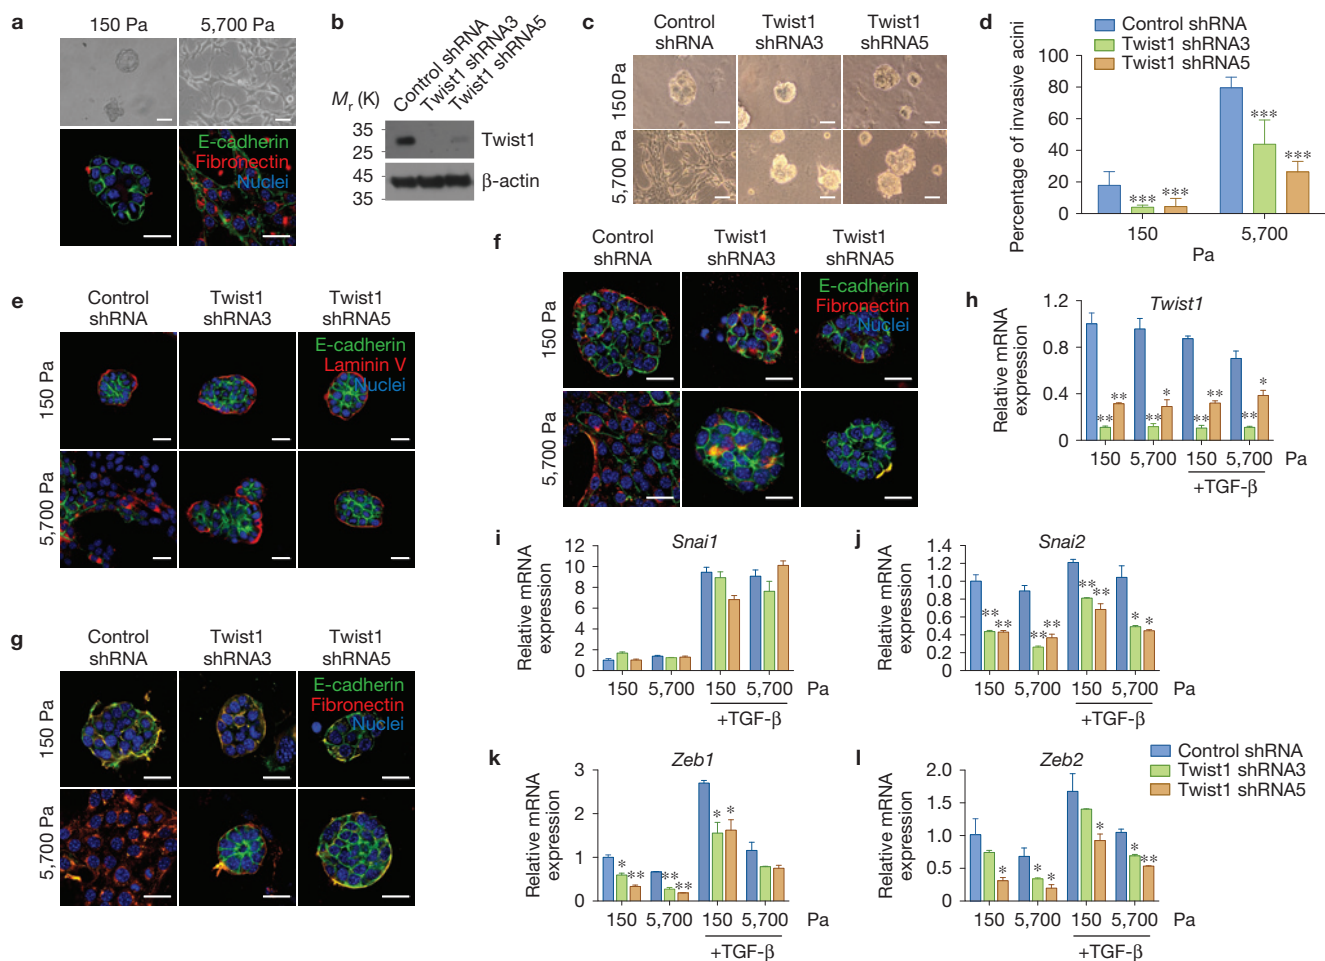 a
150 Pa 5,700 Pa
E-cadherin
Fibronectin
Nuclei
b
Control shRNA
Twist1 shRNA3
Twist1 shRNA5
Mr (K)
35
25
Twist1
45
35
β-actin
c
Control shRNA
Twist1 shRNA3
Twist1 shRNA5
150 Pa
5,700 Pa
d
Control shRNA
Twist1 shRNA3
Twist1 shRNA5
Percentage of invasive acini
100
80
60
40
20
0
*** *** *** ***
150 5,700
Pa
e
Control shRNA
Twist1 shRNA3
Twist1 shRNA5
E-cadherin
Laminin V
Nuclei
150 Pa
5,700 Pa
f
Control shRNA
Twist1 shRNA3
Twist1 shRNA5
E-cadherin
Fibronectin
Nuclei
150 Pa
5,700 Pa
g
Control shRNA
Twist1 shRNA3
Twist1 shRNA5
E-cadherin
Fibronectin
Nuclei
150 Pa
5,700 Pa
h
Twist1
Relative mRNA expression
1.2
0.8
0.4
0
** ** ** * ** ** ** *
150 5,700 150 5,700 Pa
+TGF-β
i
Snai1
Relative mRNA expression
12
10
8
6
4
2
0
150 5,700 150 5,700 Pa
+TGF-β
j
Snai2
Relative mRNA expression
1.4
1.2
1.0
0.8
0.6
0.4
0.2
0
** ** ** ** ** ** * *
150 5,700 150 5,700 Pa
+TGF-β
k
Zeb1
Relative mRNA expression
3
2
1
0
* ** ** ** * *
150 5,700 150 5,700 Pa
+TGF-β
l
Zeb2
Relative mRNA expression
2.0
1.5
1.0
0.5
0
* * * * * **
150 5,700 150 5,700 Pa
+TGF-β
Control shRNA
Twist1 shRNA3
Twist1 shRNA5